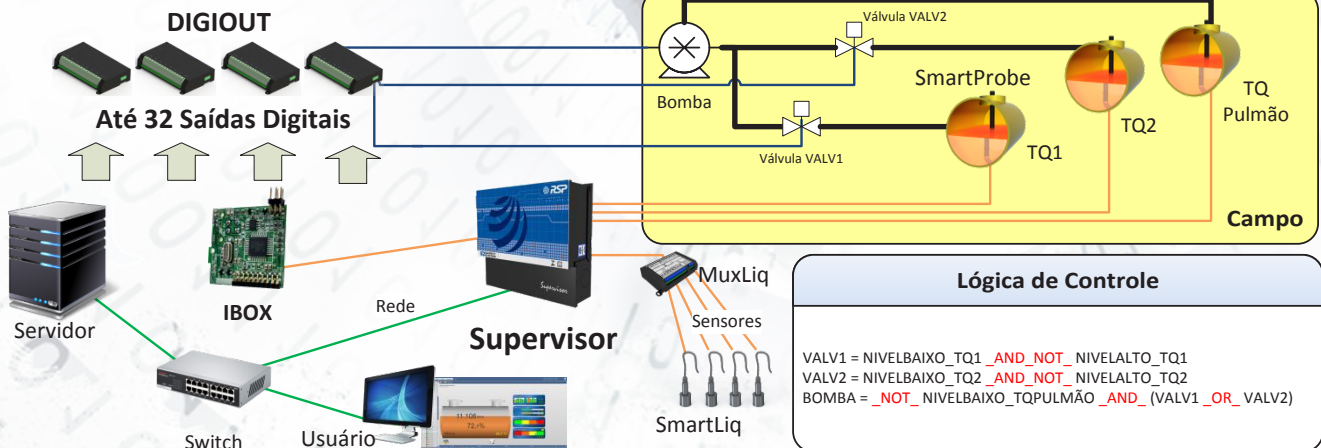 DIGIOUT
Até 32 Saídas Digitais
Bomba
Válvula VALV2
Válvula VALV1
SmartProbe
TQ1
TQ2
TQ
Pulmão
Campo
RSP
Supervisor
Servidor
IBOX
Rede
Supervisor
MuxLiq
Sensores
SmartLiq
Switch
Usuário
Lógica de Controle
VALV1 = NIVELBAIXO_TQ1 _AND_NOT_ NIVELALTO_TQ1
VALV2 = NIVELBAIXO_TQ2 _AND_NOT_ NIVELALTO_TQ2
BOMBA = _NOT_ NIVELBAIXO_TQPULMÃO _AND_ (VALV1 _OR_ VALV2)